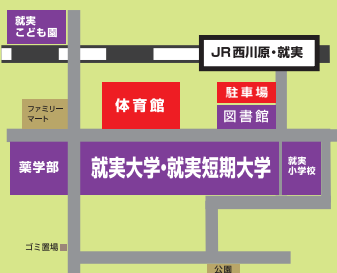 就実
こども園
JR西川原・就実
体育館
駐車場
図書館
ファミリー
マート
薬学部
就実大学・就実短期大学
就実
小学校
ゴミ置場
公園